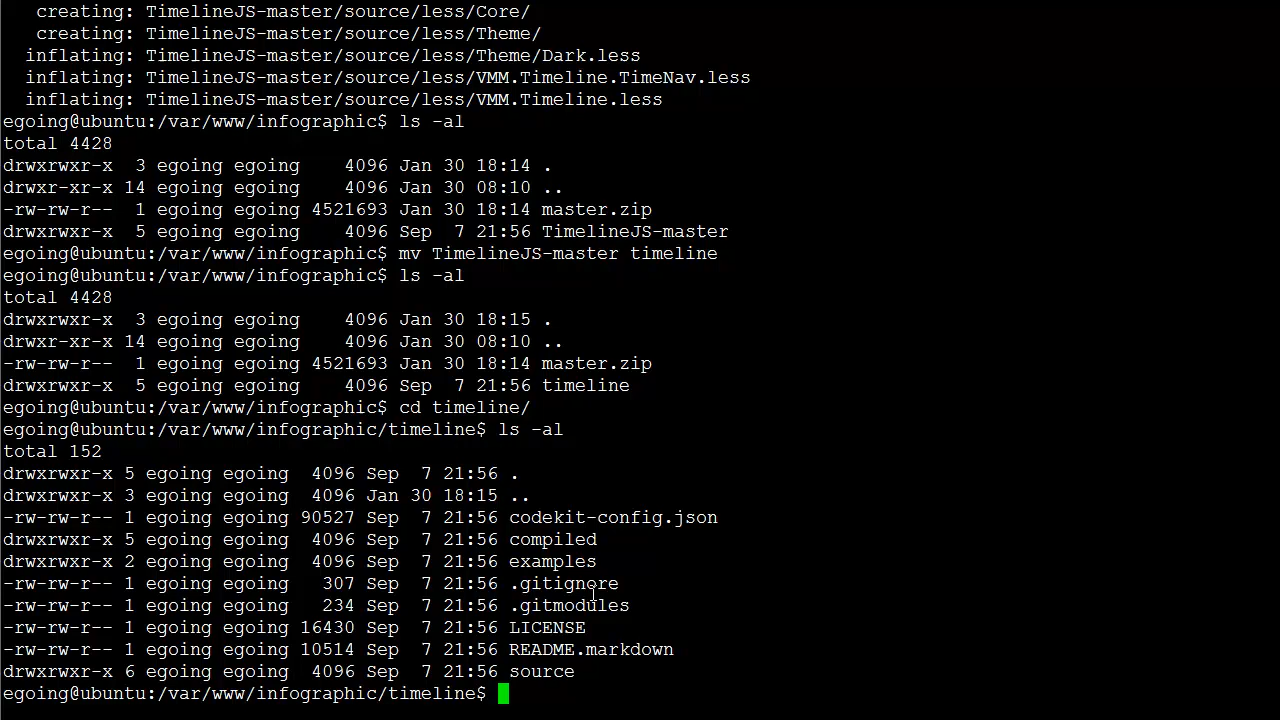 creating: TimelineJS-master/source/less/Core/
creating: TimelineJS-master/source/less/Theme/
inflating: TimelineJS-master/source/less/Theme/Dark.less
inflating: TimelineJS-master/source/less/VMM.Timeline.TimeNav.less
inflating: TimelineJS-master/source/less/VMM.Timeline.less
egoing@ubuntu:/var/www/infographic$ ls -al
total 4428
drwxrwxr-x  3 egoing egoing    4096 Jan 30 18:14 .
drwxr-xr-x 14 egoing egoing    4096 Jan 30 08:10 ..
-rw-rw-r--  1 egoing egoing 4521693 Jan 30 18:14 master.zip
drwxrwxr-x  5 egoing egoing    4096 Sep  7 21:56 TimelineJS-master
egoing@ubuntu:/var/www/infographic$ mv TimelineJS-master timeline
egoing@ubuntu:/var/www/infographic$ ls -al
total 4428
drwxrwxr-x  3 egoing egoing    4096 Jan 30 18:15 .
drwxr-xr-x 14 egoing egoing    4096 Jan 30 08:10 ..
-rw-rw-r--  1 egoing egoing 4521693 Jan 30 18:14 master.zip
drwxrwxr-x  5 egoing egoing    4096 Sep  7 21:56 timeline
egoing@ubuntu:/var/www/infographic$ cd timeline/
egoing@ubuntu:/var/www/infographic/timeline$ ls -al
total 152
drwxrwxr-x 5 egoing egoing  4096 Sep  7 21:56 .
drwxrwxr-x 3 egoing egoing  4096 Jan 30 18:15 ..
-rw-rw-r-- 1 egoing egoing 90527 Sep  7 21:56 codekit-config.json
drwxrwxr-x 5 egoing egoing  4096 Sep  7 21:56 compiled
drwxrwxr-x 2 egoing egoing  4096 Sep  7 21:56 examples
-rw-rw-r-- 1 egoing egoing   307 Sep  7 21:56 .gitignore
-rw-rw-r-- 1 egoing egoing   234 Sep  7 21:56 .gitmodules
-rw-rw-r-- 1 egoing egoing 16430 Sep  7 21:56 LICENSE
-rw-rw-r-- 1 egoing egoing 10514 Sep  7 21:56 README.markdown
drwxrwxr-x 6 egoing egoing  4096 Sep  7 21:56 source
egoing@ubuntu:/var/www/infographic/timeline$